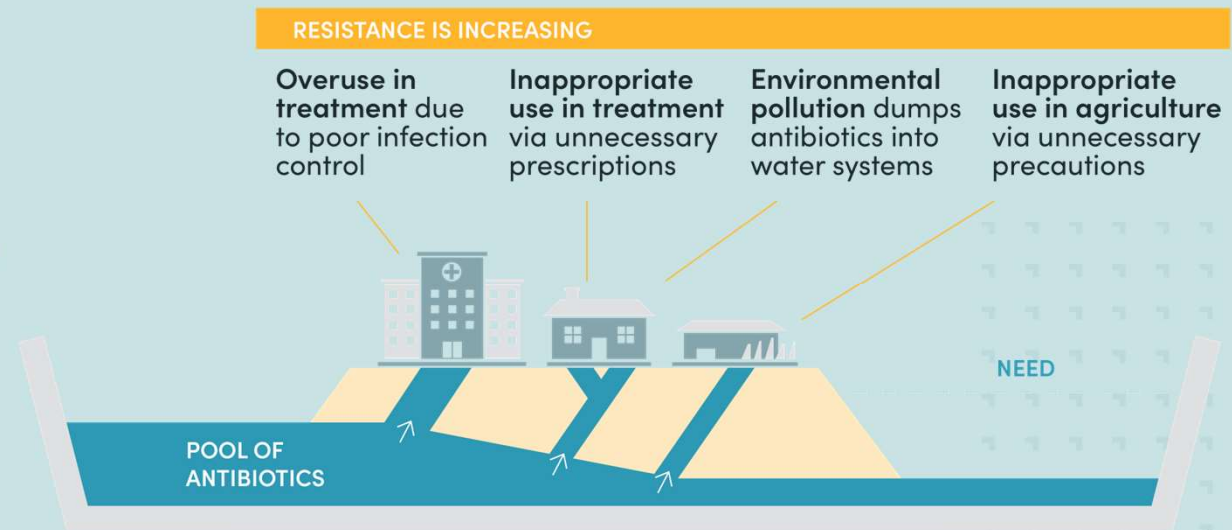 RESISTANCE IS INCREASING
Overuse in
treatment due
to poor infection
control
Inappropriate
use in treatment
via unnecessary
prescriptions
Environmental
pollution dumps
antibiotics into
water systems
Inappropriate
use in agriculture
via unnecessary
precautions
NEED
POOL OF
ANTIBIOTICS